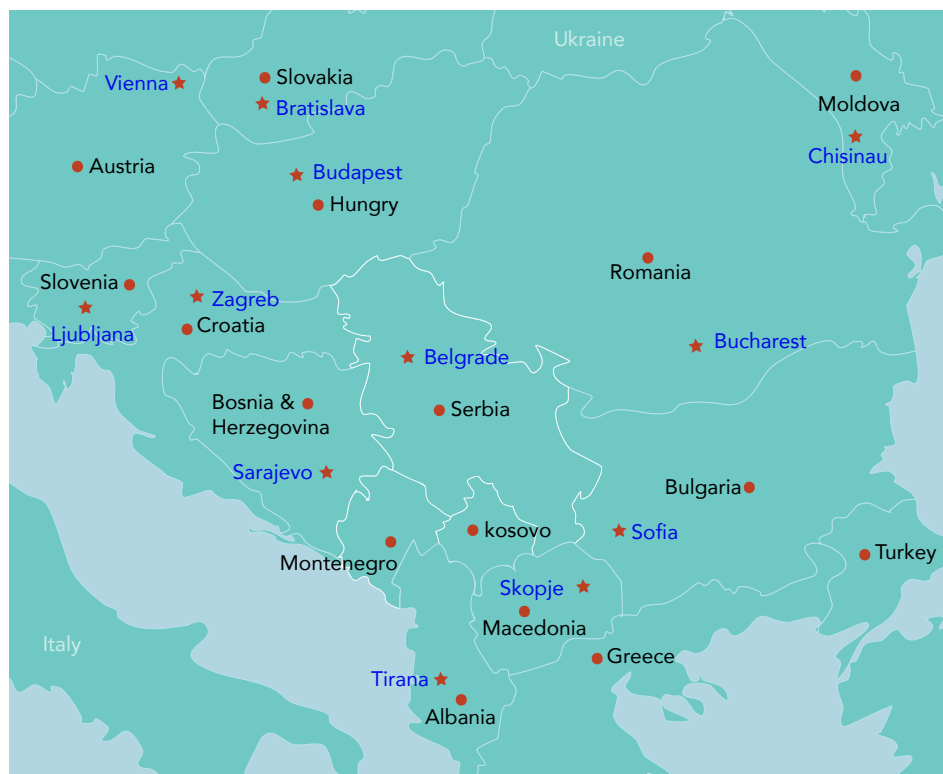 Ukraine
Vienna
Slovakia
Bratislava
Moldova
Chisinau
Austria
Budapest
Hungry
Romania
Slovenia
Zagreb
Ljubljana
Croatia
Bucharest
Belgrade
Bosnia &
Herzegovina
Serbia
Sarajevo
Bulgaria
kosovo
Sofia
Montenegro
Turkey
Skopje
Macedonia
Italy
Greece
Tirana
Albania